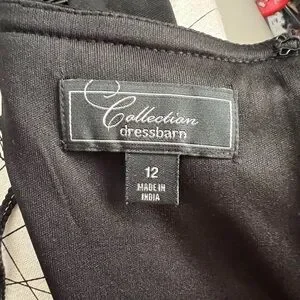 Collection
dressbarn
12
MADE IN
INDIA